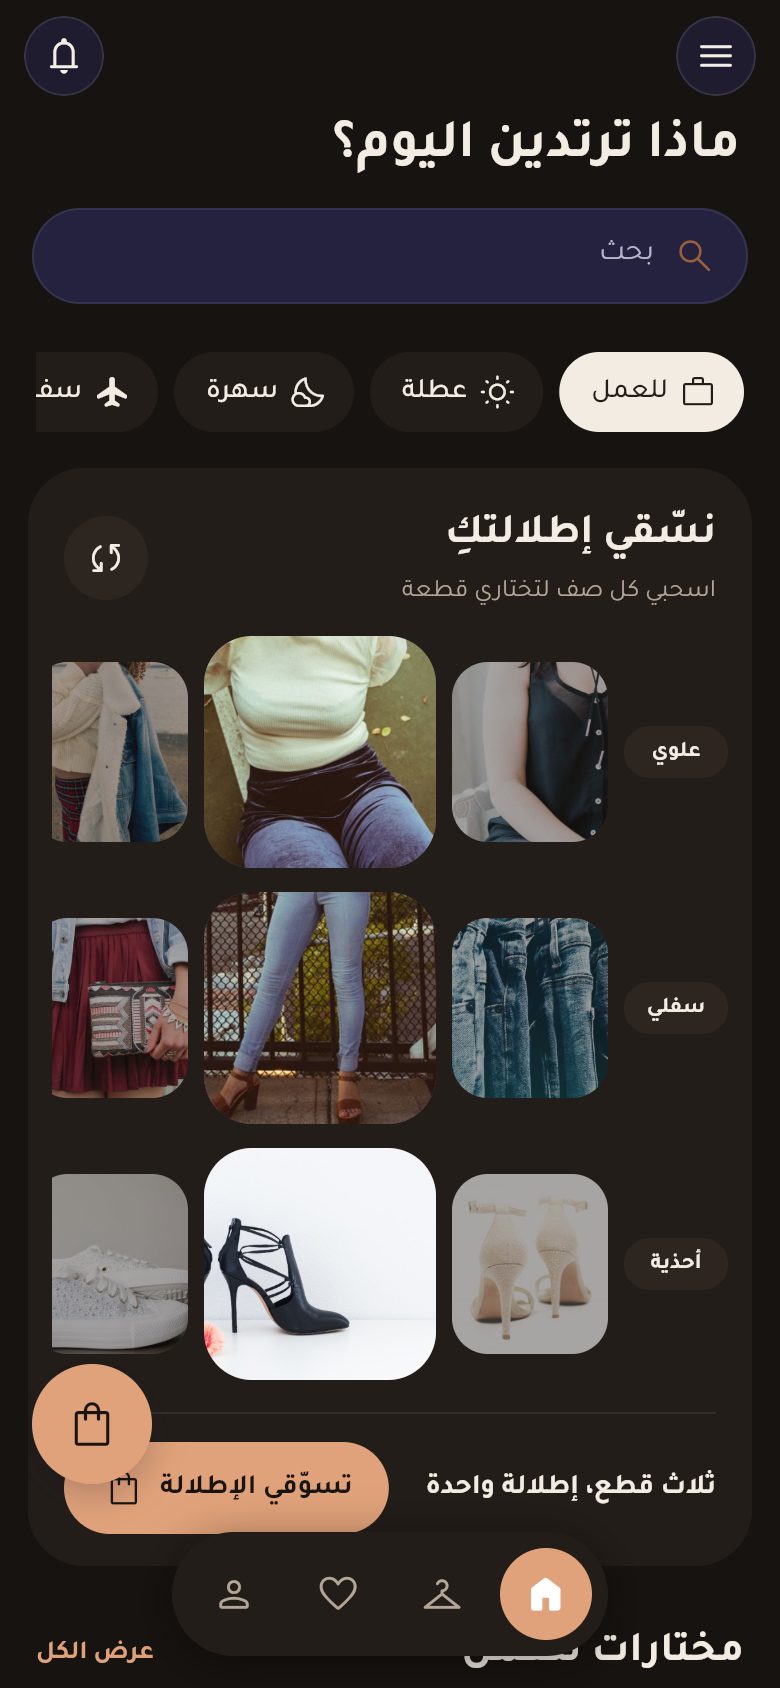 ماذا ترتدين اليوم؟
بحث
للعمل
عطلة
سهرة
سفـ
نسّقي إطلالتكِ
اسحبي كل صف لتختاري قطعة
علوي
سفلي
أحذية
ثلاث قطع، إطلالة واحدة
تسوّقي الإطلالة
مختارات
عرض الكل